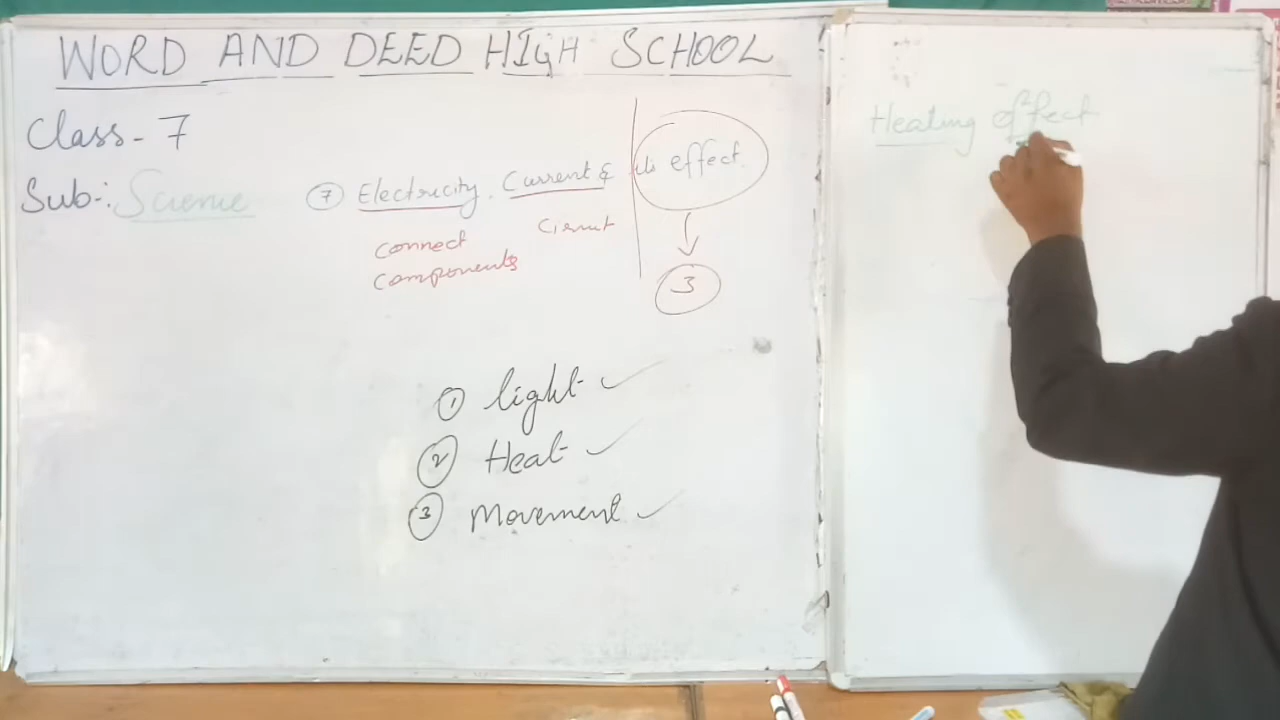 WORD AND DEED HIGH SCHOOL
Class - 7
Sub-: Science
⑦ Electricity. Current & its effect.
Connect
Circuit
components
3
① light ✓
② Heat ✓
③ Movement ✓
Heating effect